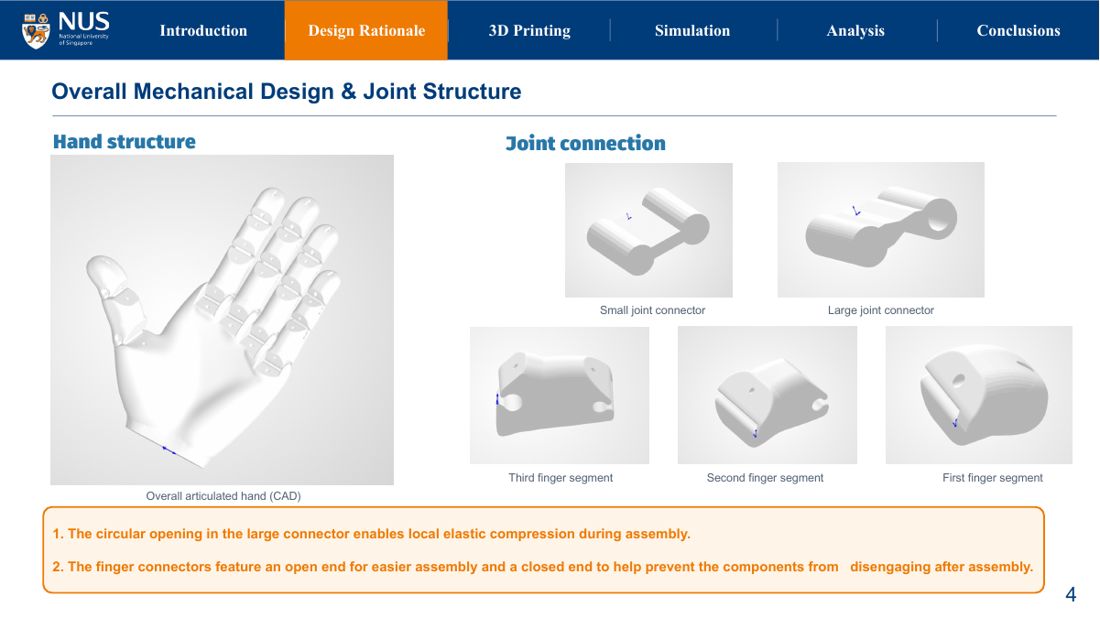 NUS
National University
of Singapore
Introduction
Design Rationale
3D Printing
Simulation
Analysis
Conclusions
Overall Mechanical Design & Joint Structure
Hand structure
Joint connection
Small joint connector
Large joint connector
Third finger segment
Second finger segment
First finger segment
Overall articulated hand (CAD)
1. The circular opening in the large connector enables local elastic compression during assembly.
2. The finger connectors feature an open end for easier assembly and a closed end to help prevent the components from disengaging after assembly.
4